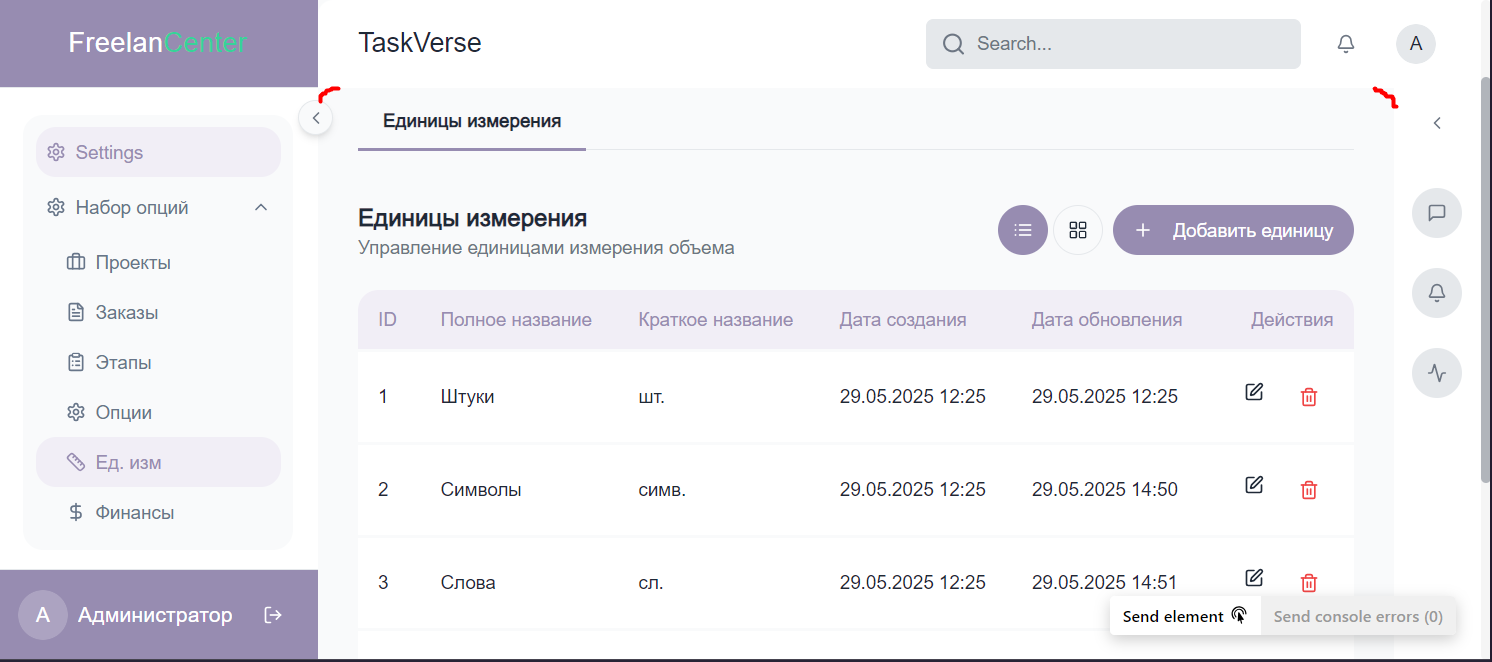 FreelanCenter
TaskVerse
Search...
A
Settings
Набор опций
Проекты
Заказы
Этапы
Опции
Ед. изм
Финансы
A
Администратор
Единицы измерения
Единицы измерения
Управление единицами измерения объема
Добавить единицу
ID Полное название Краткое название Дата создания Дата обновления Действия
1 Штуки шт. 29.05.2025 12:25 29.05.2025 12:25
2 Символы симв. 29.05.2025 12:25 29.05.2025 14:50
3 Слова сл. 29.05.2025 12:25 29.05.2025 14:51
Send element
Send console errors (0)